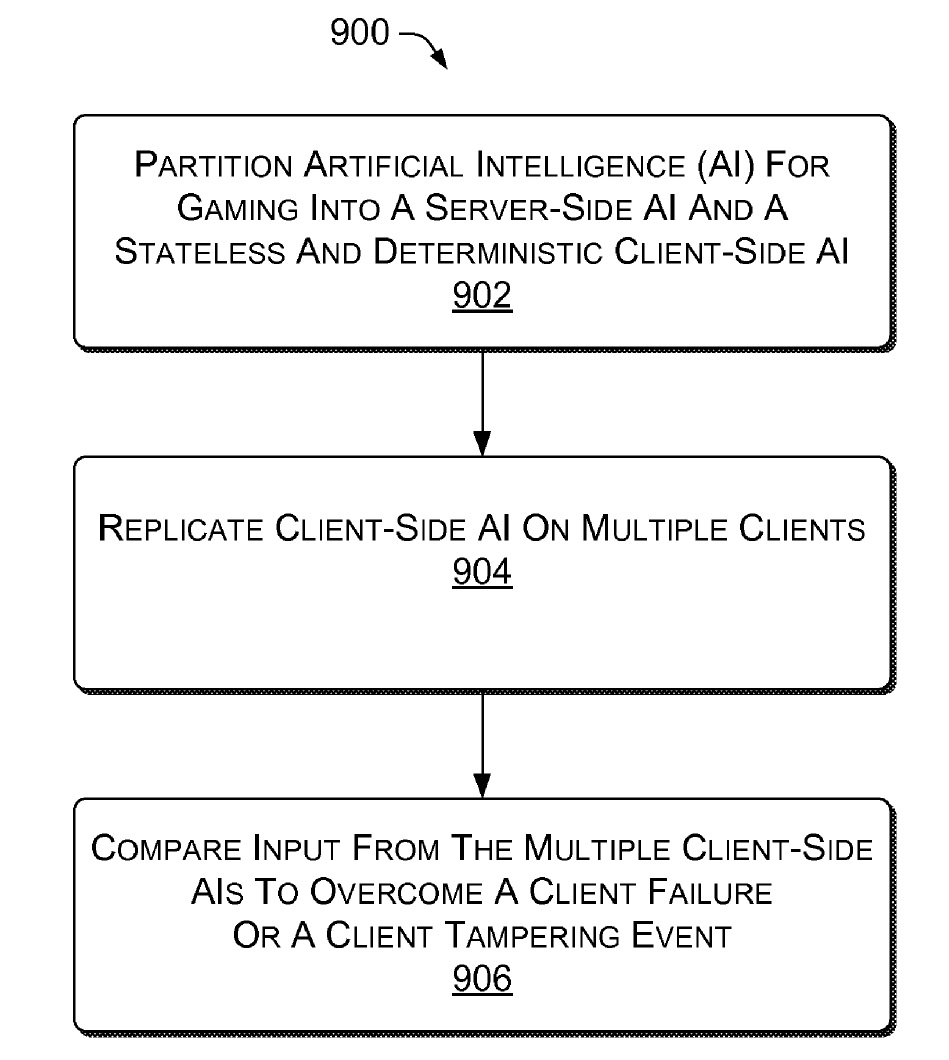 900
PARTITION ARTIFICIAL INTELLIGENCE (AI) FOR
GAMING INTO A SERVER-SIDE AI AND A
STATELESS AND DETERMINISTIC CLIENT-SIDE AI
902
REPLICATE CLIENT-SIDE AI ON MULTIPLE CLIENTS
904
COMPARE INPUT FROM THE MULTIPLE CLIENT-SIDE
AIS TO OVERCOME A CLIENT FAILURE
OR A CLIENT TAMPERING EVENT
906